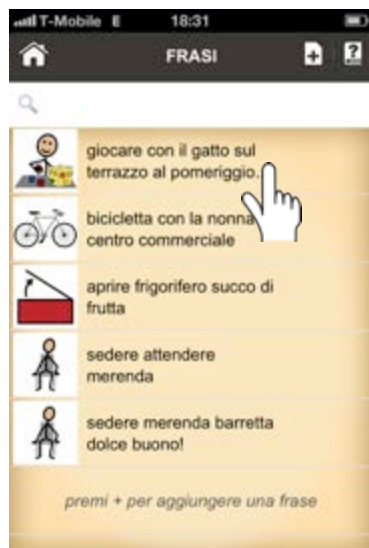 T-Mobile E 18:31
FRASI
giocare con il gatto sul
terrazzo al pomeriggio.
bicicletta con la nonna
centro commerciale
aprire frigorifero succo di
frutta
sedere attendere
merenda
sedere merenda barretta
dolce buono!
premi + per aggiungere una frase